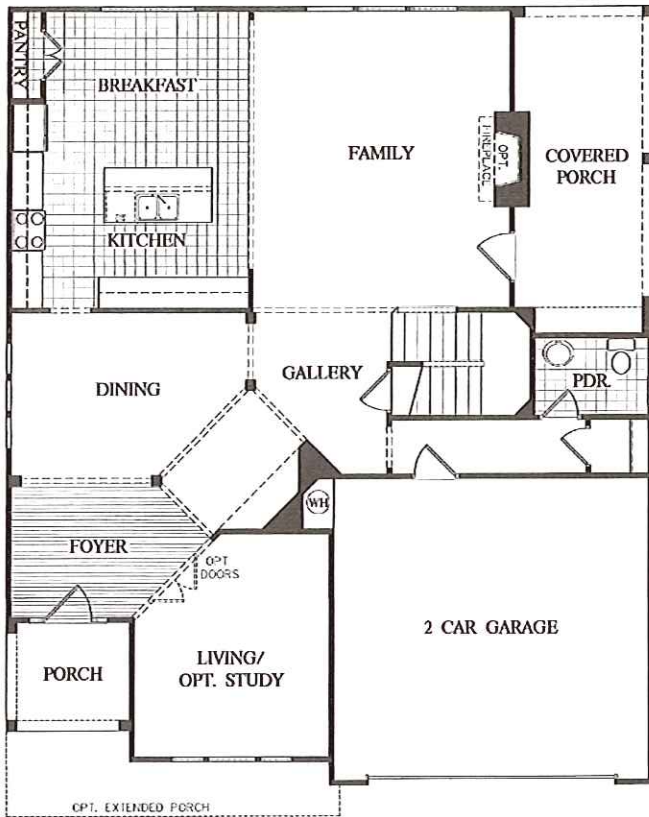 PANTRY
BREAKFAST
FAMILY
OPT.
FIREPLACE
COVERED
PORCH
KITCHEN
DINING
GALLERY
PDR.
WH
FOYER
OPT
DOORS
2 CAR GARAGE
LIVING/
OPT. STUDY
PORCH
OPT. EXTENDED PORCH